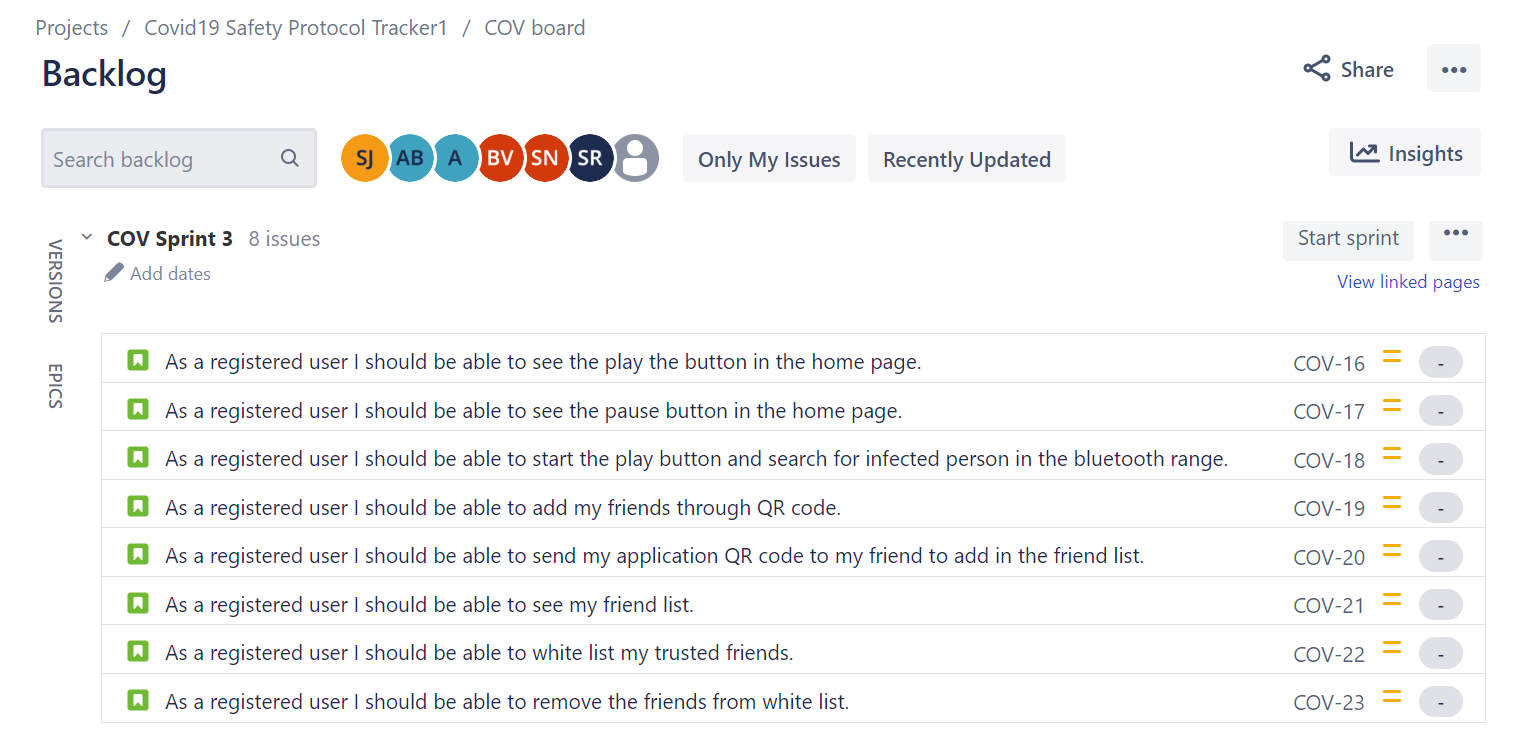 Projects / Covid19 Safety Protocol Tracker1 / COV board
Backlog
Share
Search backlog
SJ AB A BV SN SR
Only My Issues
Recently Updated
Insights
VERSIONS
EPICS
COV Sprint 3 8 issues
Add dates
Start sprint
View linked pages
As a registered user I should be able to see the play the button in the home page. COV-16 -
As a registered user I should be able to see the pause button in the home page. COV-17 -
As a registered user I should be able to start the play button and search for infected person in the bluetooth range. COV-18 -
As a registered user I should be able to add my friends through QR code. COV-19 -
As a registered user I should be able to send my application QR code to my friend to add in the friend list. COV-20 -
As a registered user I should be able to see my friend list. COV-21 -
As a registered user I should be able to white list my trusted friends. COV-22 -
As a registered user I should be able to remove the friends from white list. COV-23 -